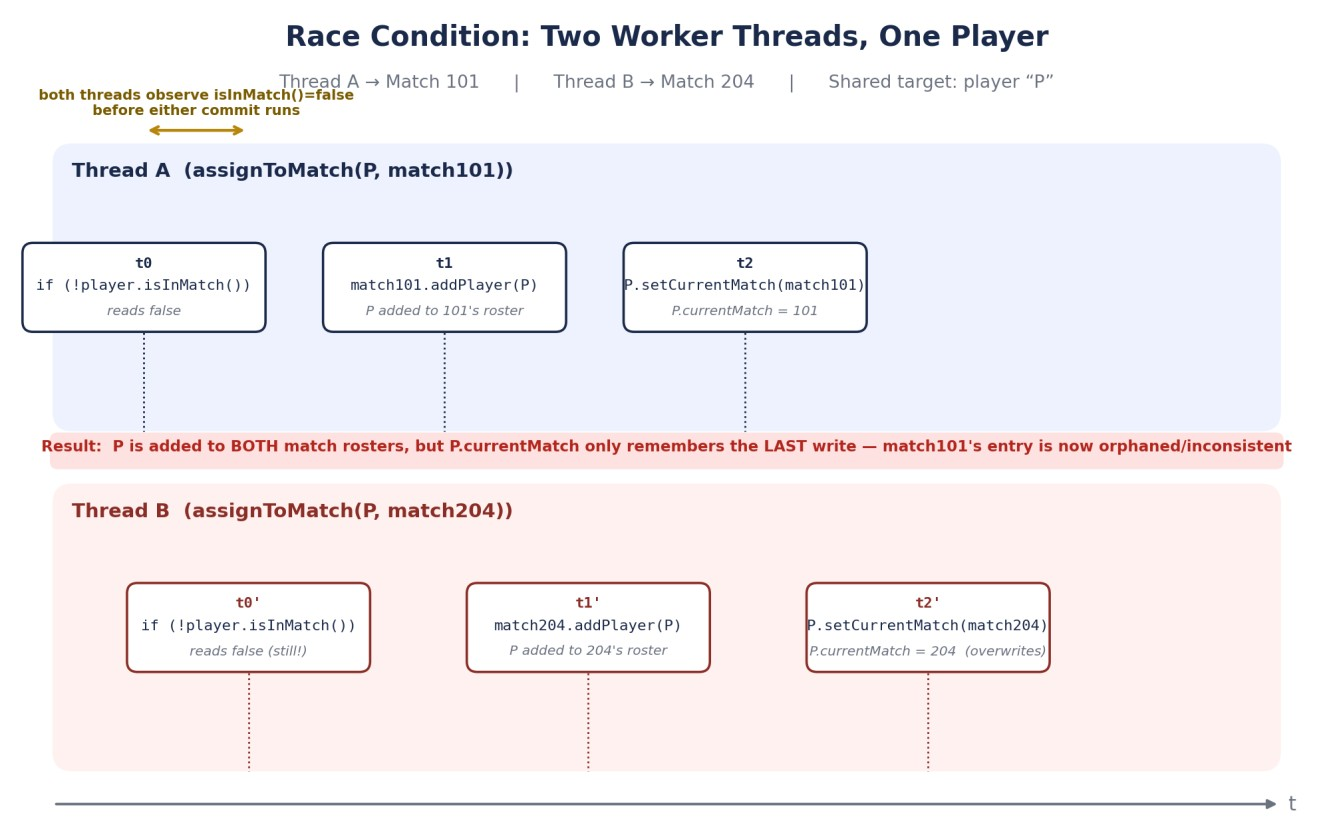 Race Condition: Two Worker Threads, One Player
Thread A → Match 101 | Thread B → Match 204 | Shared target: player “P”
both threads observe isInMatch()=false
before either commit runs
Thread A (assignToMatch(P, match101))
t0
if (!player.isInMatch())
reads false
t1
match101.addPlayer(P)
P added to 101's roster
t2
P.setCurrentMatch(match101)
P.currentMatch = 101
Result: P is added to BOTH match rosters, but P.currentMatch only remembers the LAST write — match101's entry is now orphaned/inconsistent
Thread B (assignToMatch(P, match204))
t0'
if (!player.isInMatch())
reads false (still!)
t1'
match204.addPlayer(P)
P added to 204's roster
t2'
P.setCurrentMatch(match204)
P.currentMatch = 204 (overwrites)
t